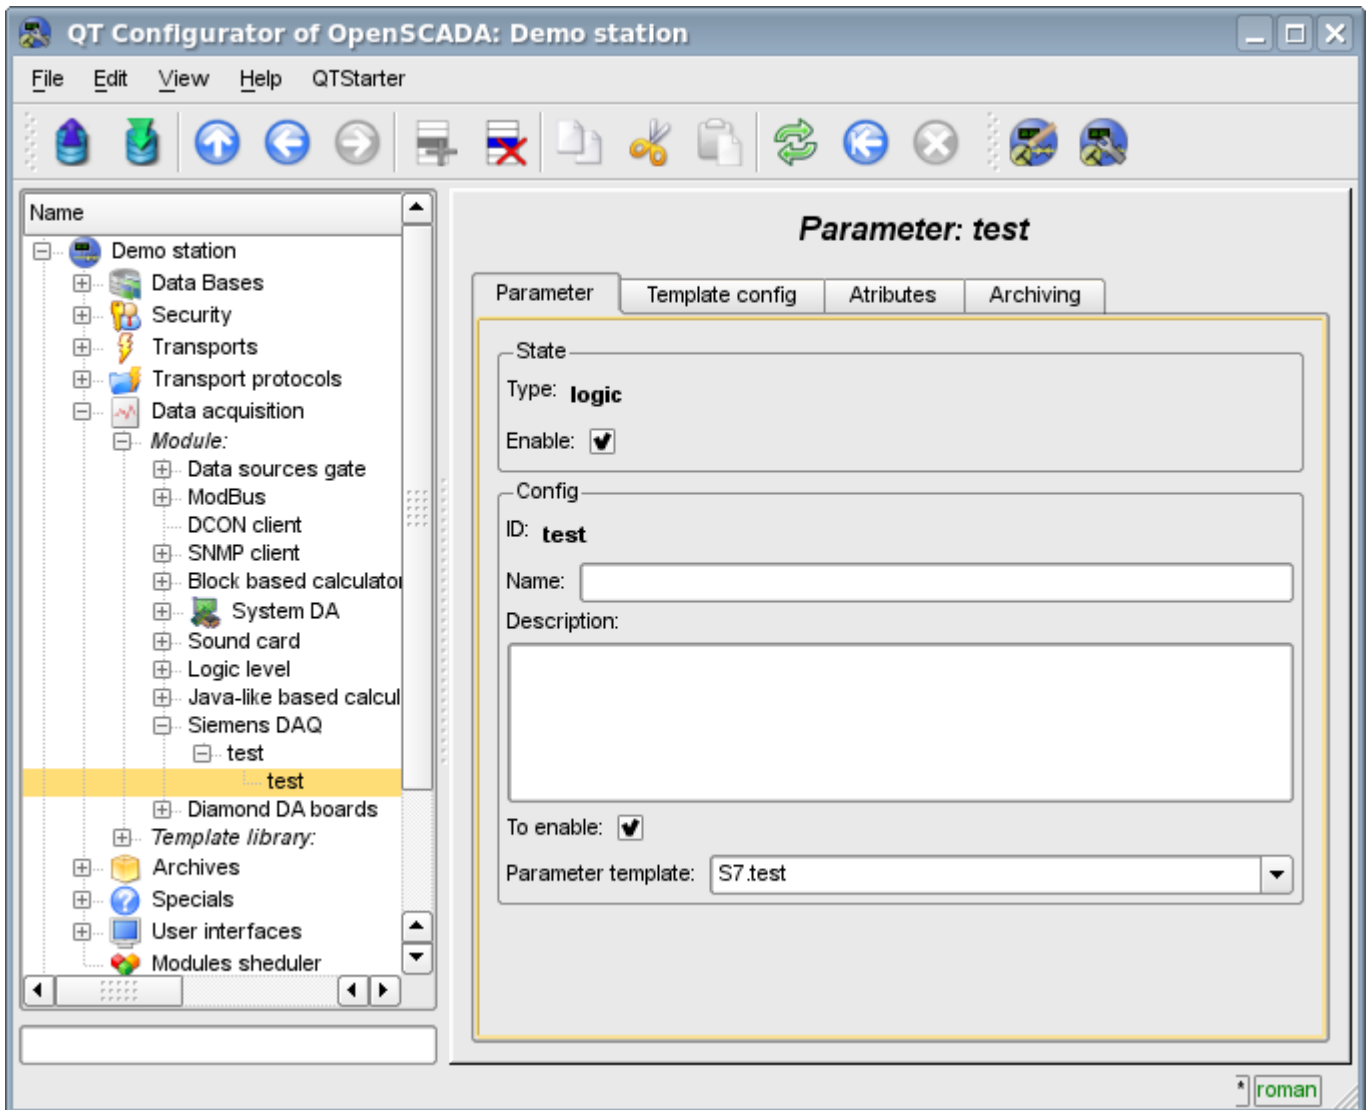 QT Configurator of OpenSCADA: Demo station
File Edit View Help QTStarter
Name
Demo station
Data Bases
Security
Transports
Transport protocols
Data acquisition
Module:
Data sources gate
ModBus
DCON client
SNMP client
Block based calculator
System DA
Sound card
Logic level
Java-like based calcul
Siemens DAQ
test
test
Diamond DA boards
Template library:
Archives
Specials
User interfaces
Modules sheduler
Parameter: test
Parameter Template config Atributes Archiving
State
Type: logic
Enable:
Config
ID: test
Name:
Description:
To enable:
Parameter template: S7.test
* roman